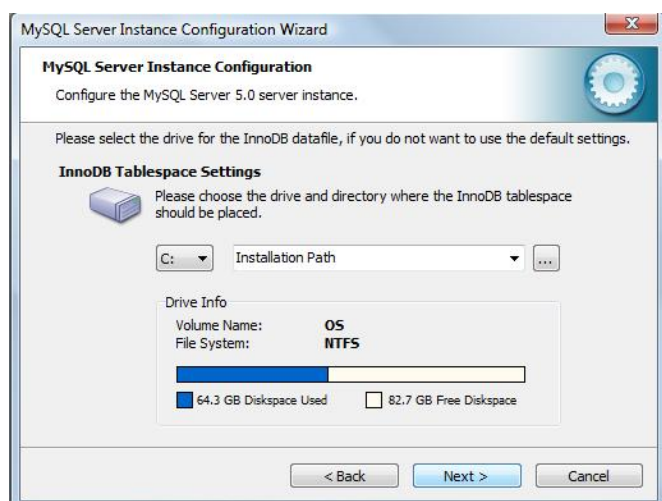 MySQL Server Instance Configuration Wizard
MySQL Server Instance Configuration
Configure the MySQL Server 5.0 server instance.
Please select the drive for the InnoDB datafile, if you do not want to use the default settings.
InnoDB Tablespace Settings
Please choose the drive and directory where the InnoDB tablespace
should be placed.
C: Installation Path ...
Drive Info
Volume Name: OS
File System: NTFS
64.3 GB Diskspace Used 82.7 GB Free Diskspace
< Back Next > Cancel